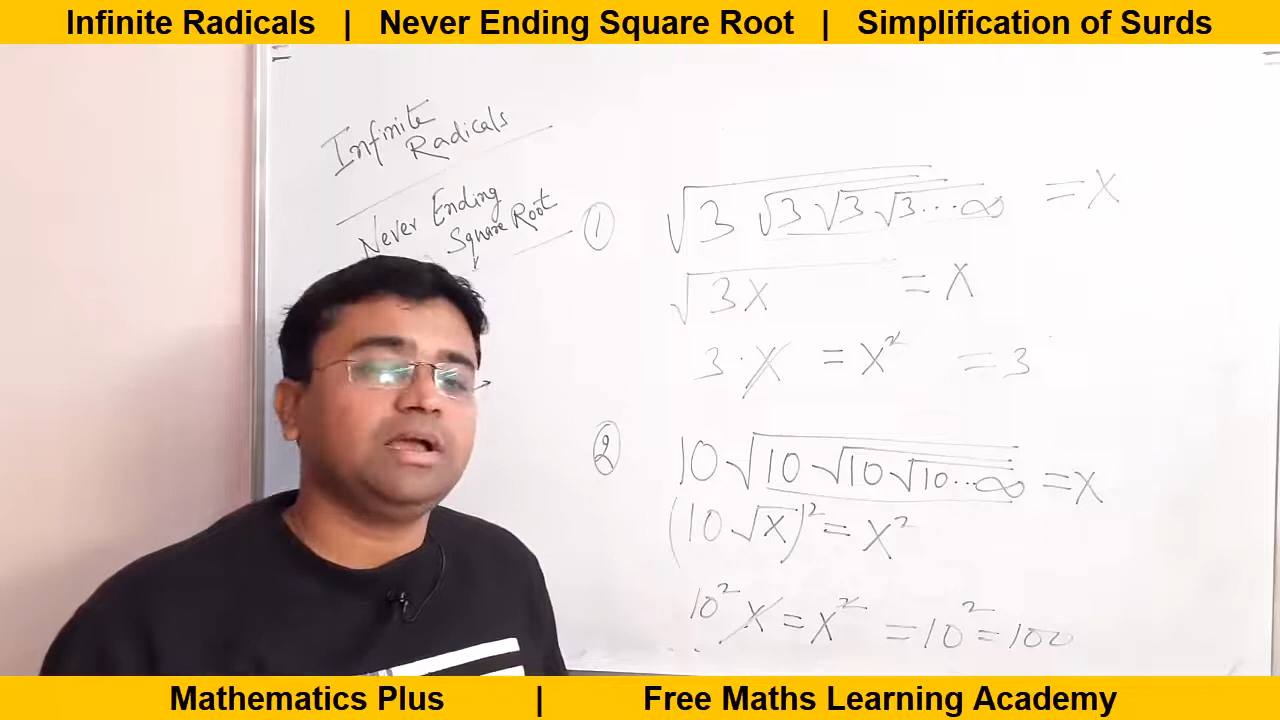 Infinite Radicals | Never Ending Square Root | Simplification of Surds
Infinite
Radicals
Never Ending
Square Root
① √3√3√3√3...∞ = X
√3X = X
3·X = X² = 3
② 10√10√10√10...∞ = X
(10√X)² = X²
10² X = X² = 10² = 100
Mathematics Plus | Free Maths Learning Academy